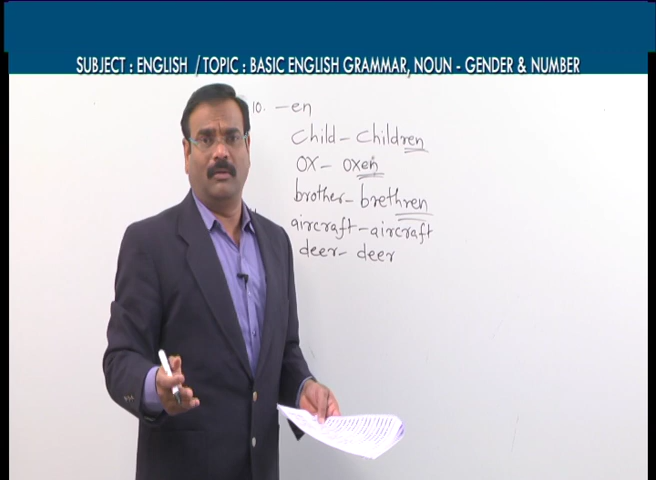 SUBJECT : ENGLISH / TOPIC : BASIC ENGLISH GRAMMAR, NOUN - GENDER & NUMBER
10. -en
Child - Children
OX - OXen
brother - brethren
aircraft - aircraft
deer - deer